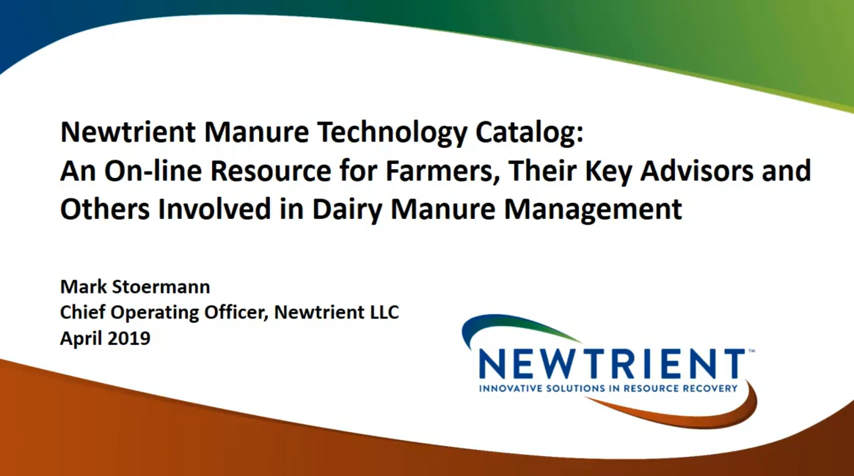 Newtrient Manure Technology Catalog:
An On-line Resource for Farmers, Their Key Advisors and
Others Involved in Dairy Manure Management
Mark Stoermann
Chief Operating Officer, Newtrient LLC
April 2019
NEWTRIENT™
INNOVATIVE SOLUTIONS IN RESOURCE RECOVERY